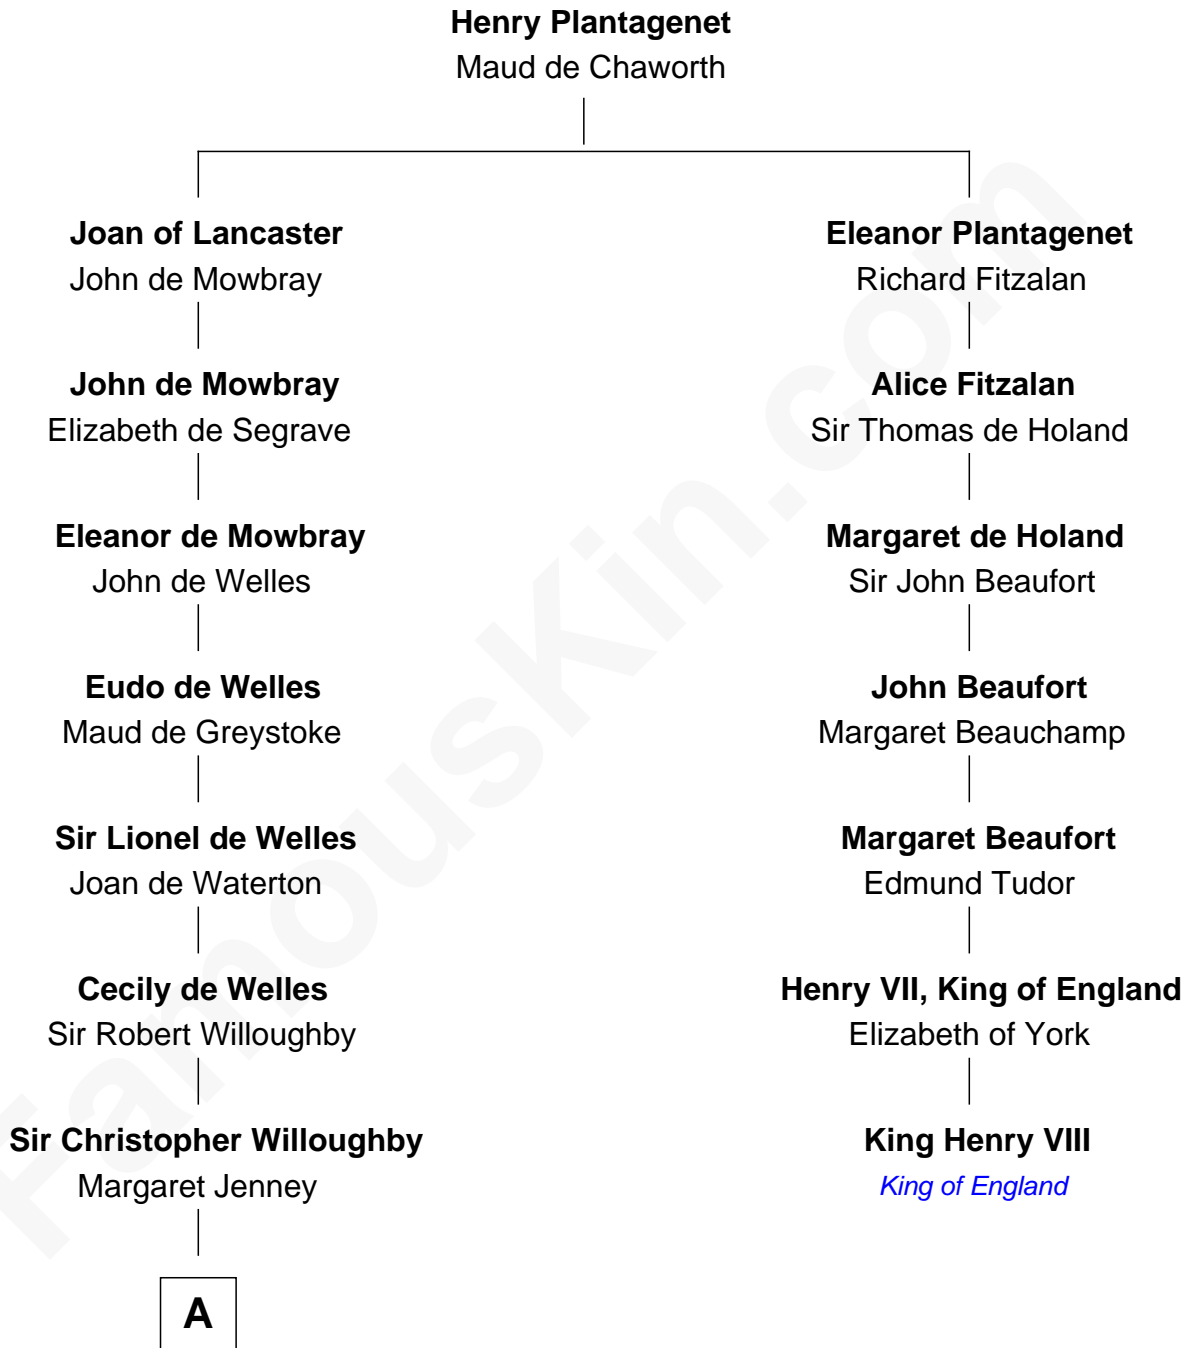 Henry Plantagenet
Maud de Chaworth
Joan of Lancaster
John de Mowbray
Eleanor Plantagenet
Richard Fitzalan
John de Mowbray
Elizabeth de Segrave
Alice Fitzalan
Sir Thomas de Holand
Eleanor de Mowbray
John de Welles
Margaret de Holand
Sir John Beaufort
Eudo de Welles
Maud de Greystoke
John Beaufort
Margaret Beauchamp
Sir Lionel de Welles
Joan de Waterton
Margaret Beaufort
Edmund Tudor
Cecily de Welles
Sir Robert Willoughby
Henry VII, King of England
Elizabeth of York
Sir Christopher Willoughby
Margaret Jenney
King Henry VIII
King of England
A
FamousKin.com